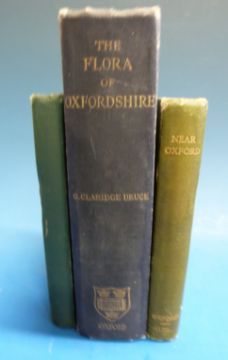 THE
FLORA
OF
OXFORDSHIRE
G. CLARIDGE DRUCE
OXFORD
NEAR
OXFORD